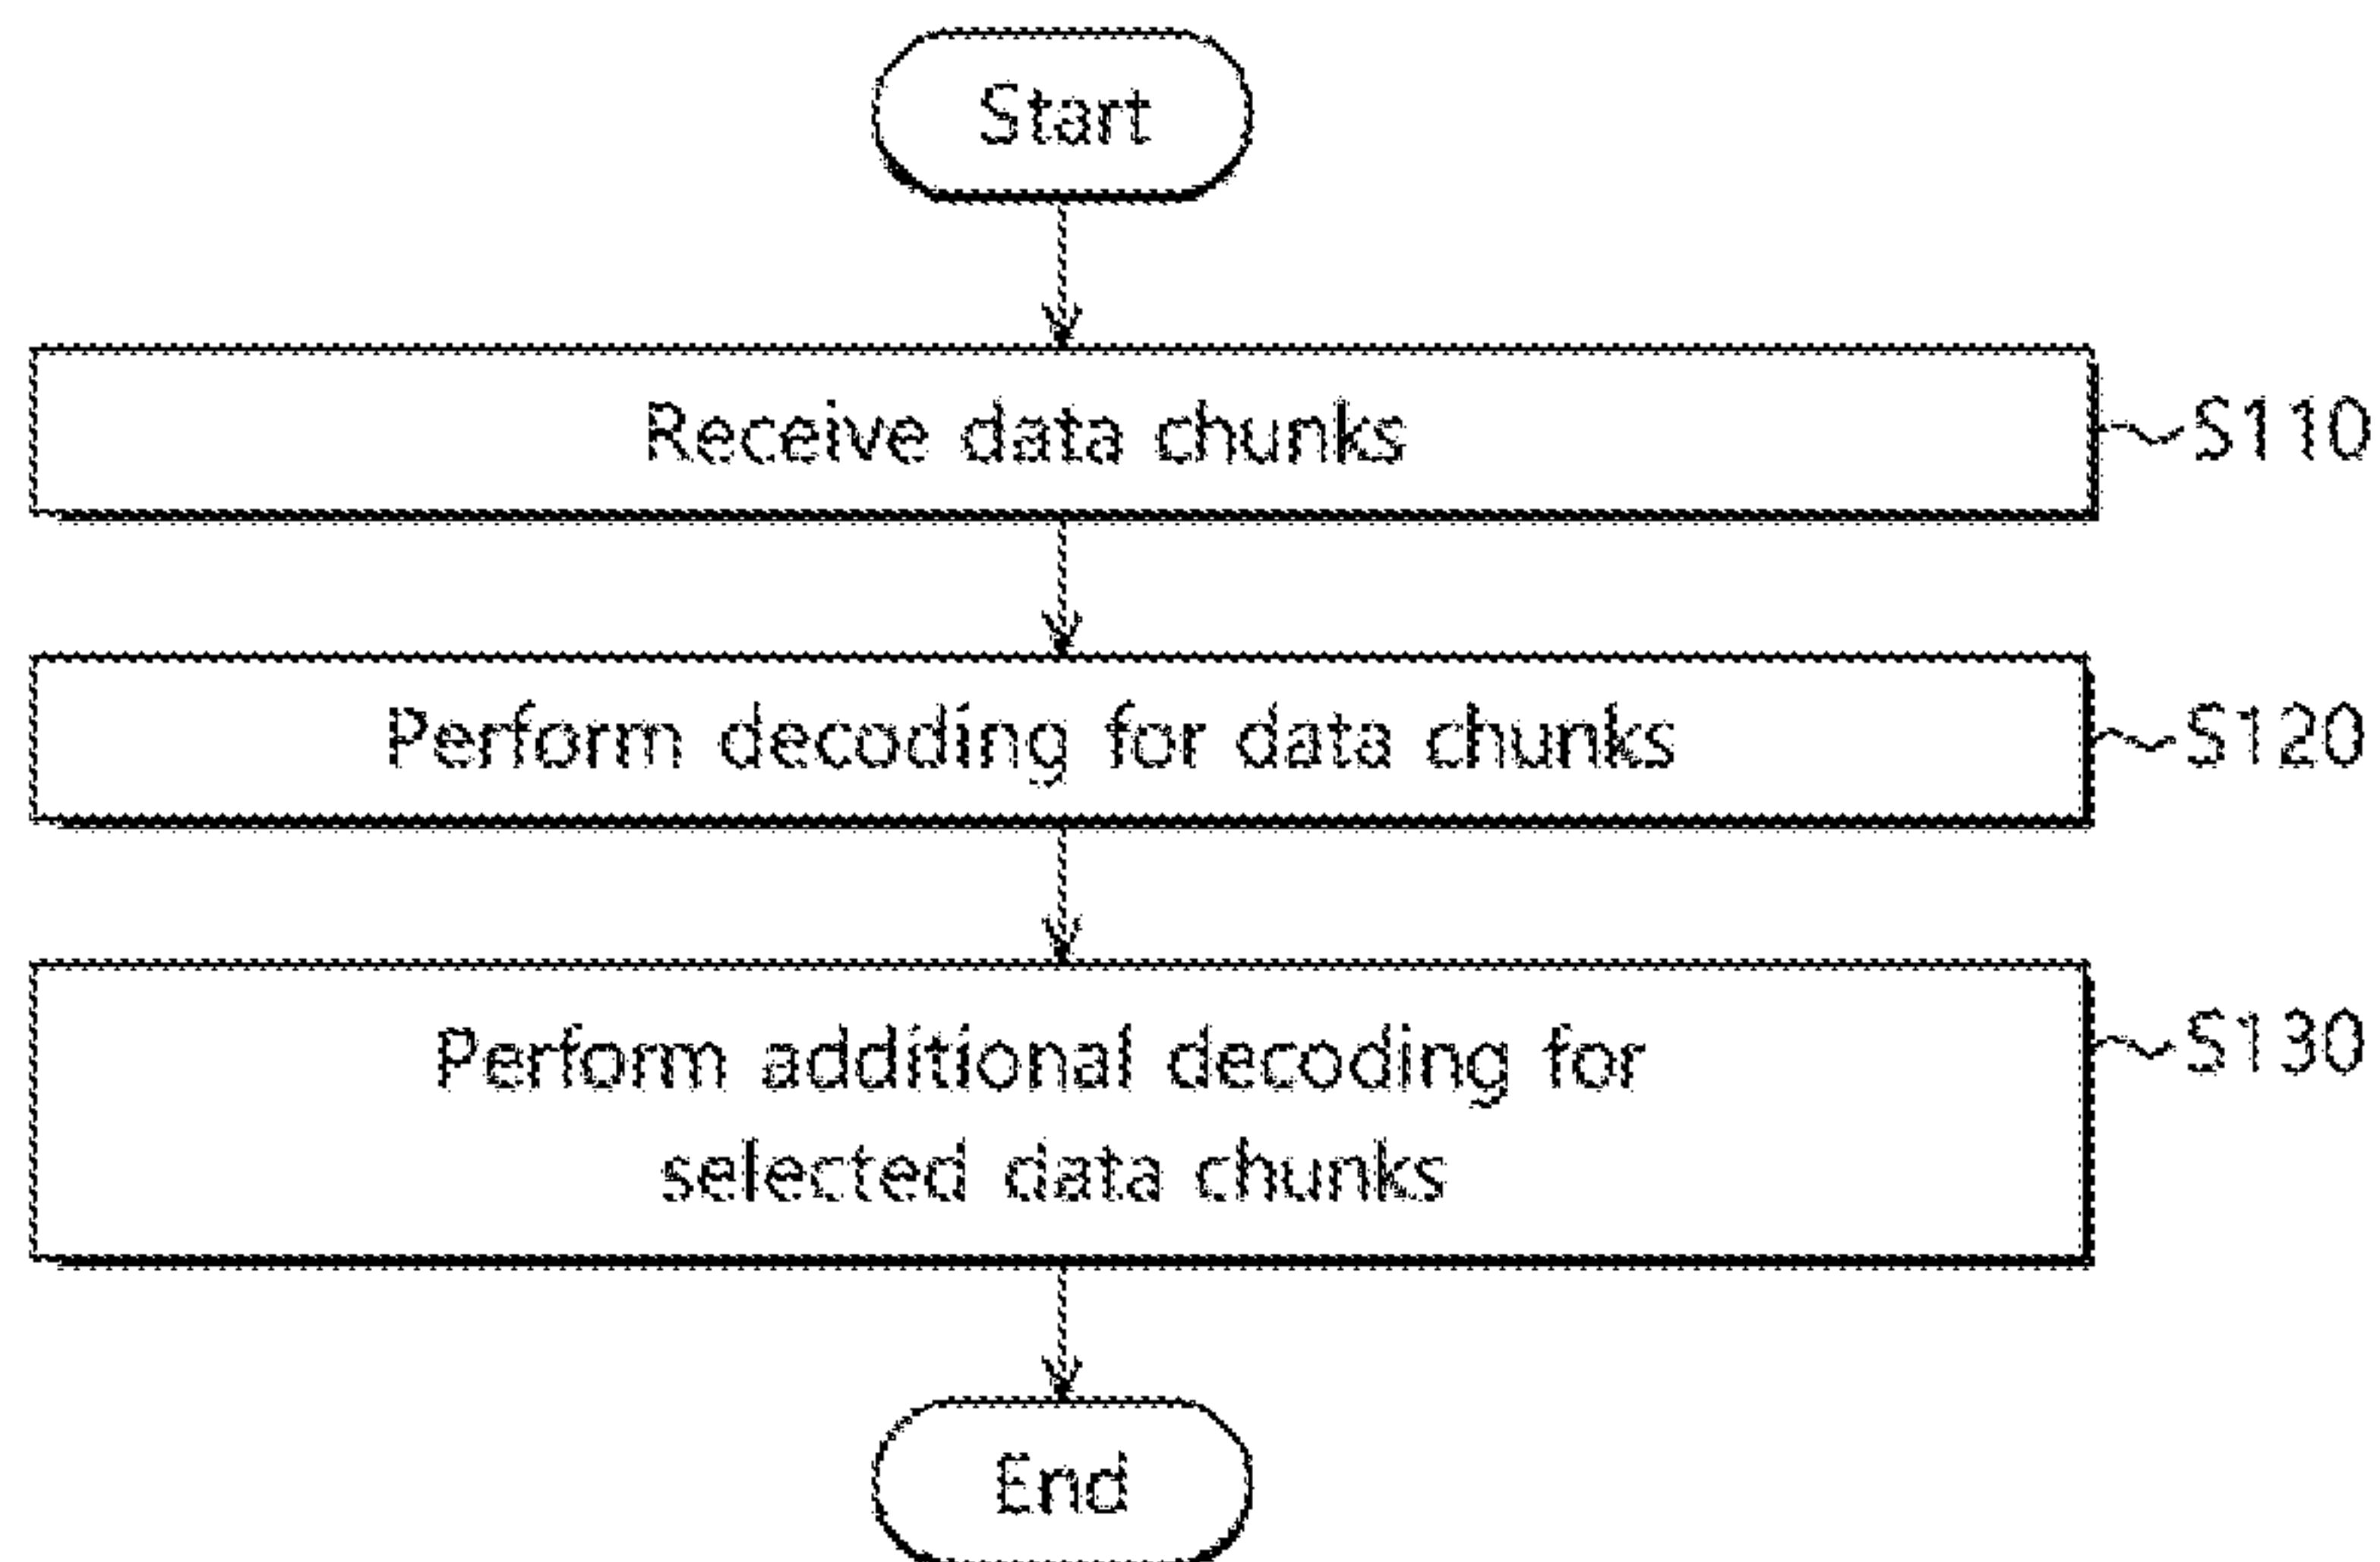 Start
Receive data chunks
S110
Perform decoding for data chunks
S120
Perform additional decoding for
selected data chunks
S130
End